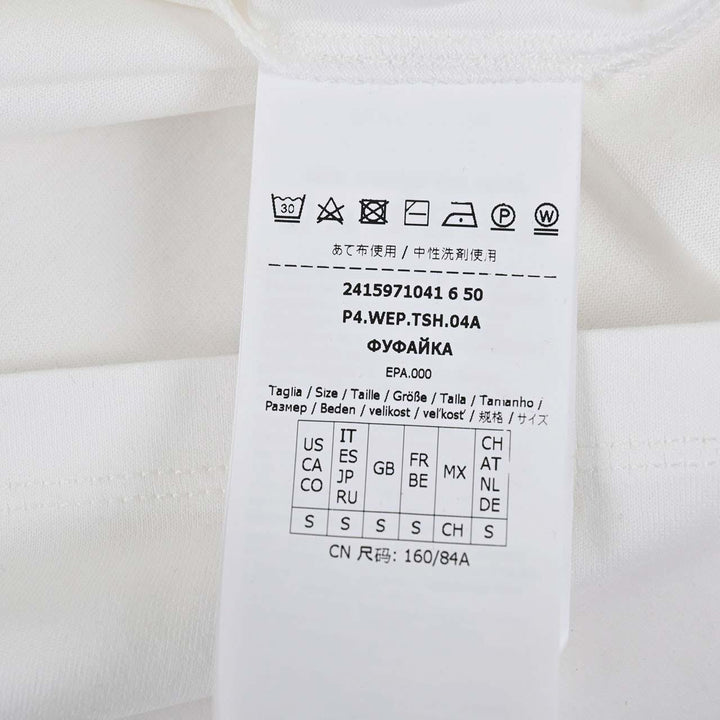 30 P W
あて布使用 / 中性洗剤使用
2415971041 6 50
P4.WEP.TSH.04A
ФУФАЙКА
EPA.000
Taglia / Size / Taille / Größe / Talla / Tamanho /
Размер / Beden / velikost / veľkosť / 规格 / サイズ
US CA CO IT ES JP RU GB FR BE MX CH AT NL DE
S S S S CH S
CN 尺码: 160/84A